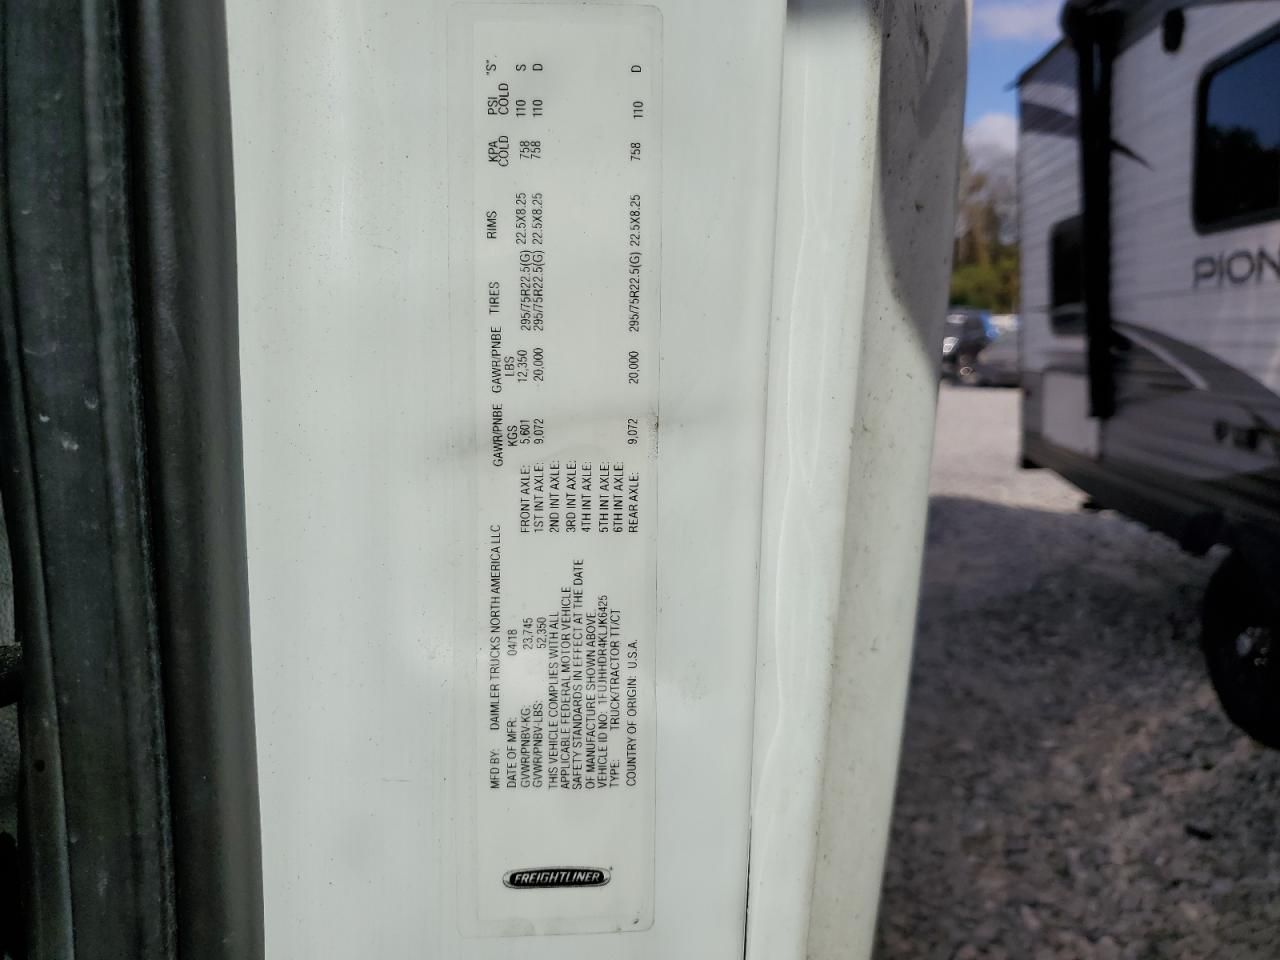 FREIGHTLINER
MFD BY: DAIMLER TRUCKS NORTH AMERICA LLC
DATE OF MFR: 04/18
GVWR/PNBV-KG: 23,745
GVWR/PNBV-LBS: 52,350
THIS VEHICLE COMPLIES WITH ALL
APPLICABLE FEDERAL MOTOR VEHICLE
SAFETY STANDARDS IN EFFECT AT THE DATE
OF MANUFACTURE SHOWN ABOVE.
VEHICLE ID NO: 1FUJHHDR4KLJK6425
TYPE: TRUCK/TRACTOR TT/CT
COUNTRY OF ORIGIN: U.S.A.
GAWR/PNBE GAWR/PNBE TIRES RIMS KPA PSI "S".
KGS LBS COLD COLD
FRONT AXLE: 5,601 12,350 295/75R22.5(G) 22.5X8.25 758 110 S
1ST INT AXLE: 9,072 20,000 295/75R22.5(G) 22.5X8.25 758 110 D
2ND INT AXLE:
3RD INT AXLE:
4TH INT AXLE:
5TH INT AXLE:
6TH INT AXLE:
REAR AXLE: 9,072 20,000 295/75R22.5(G) 22.5X8.25 758 110 D
PION